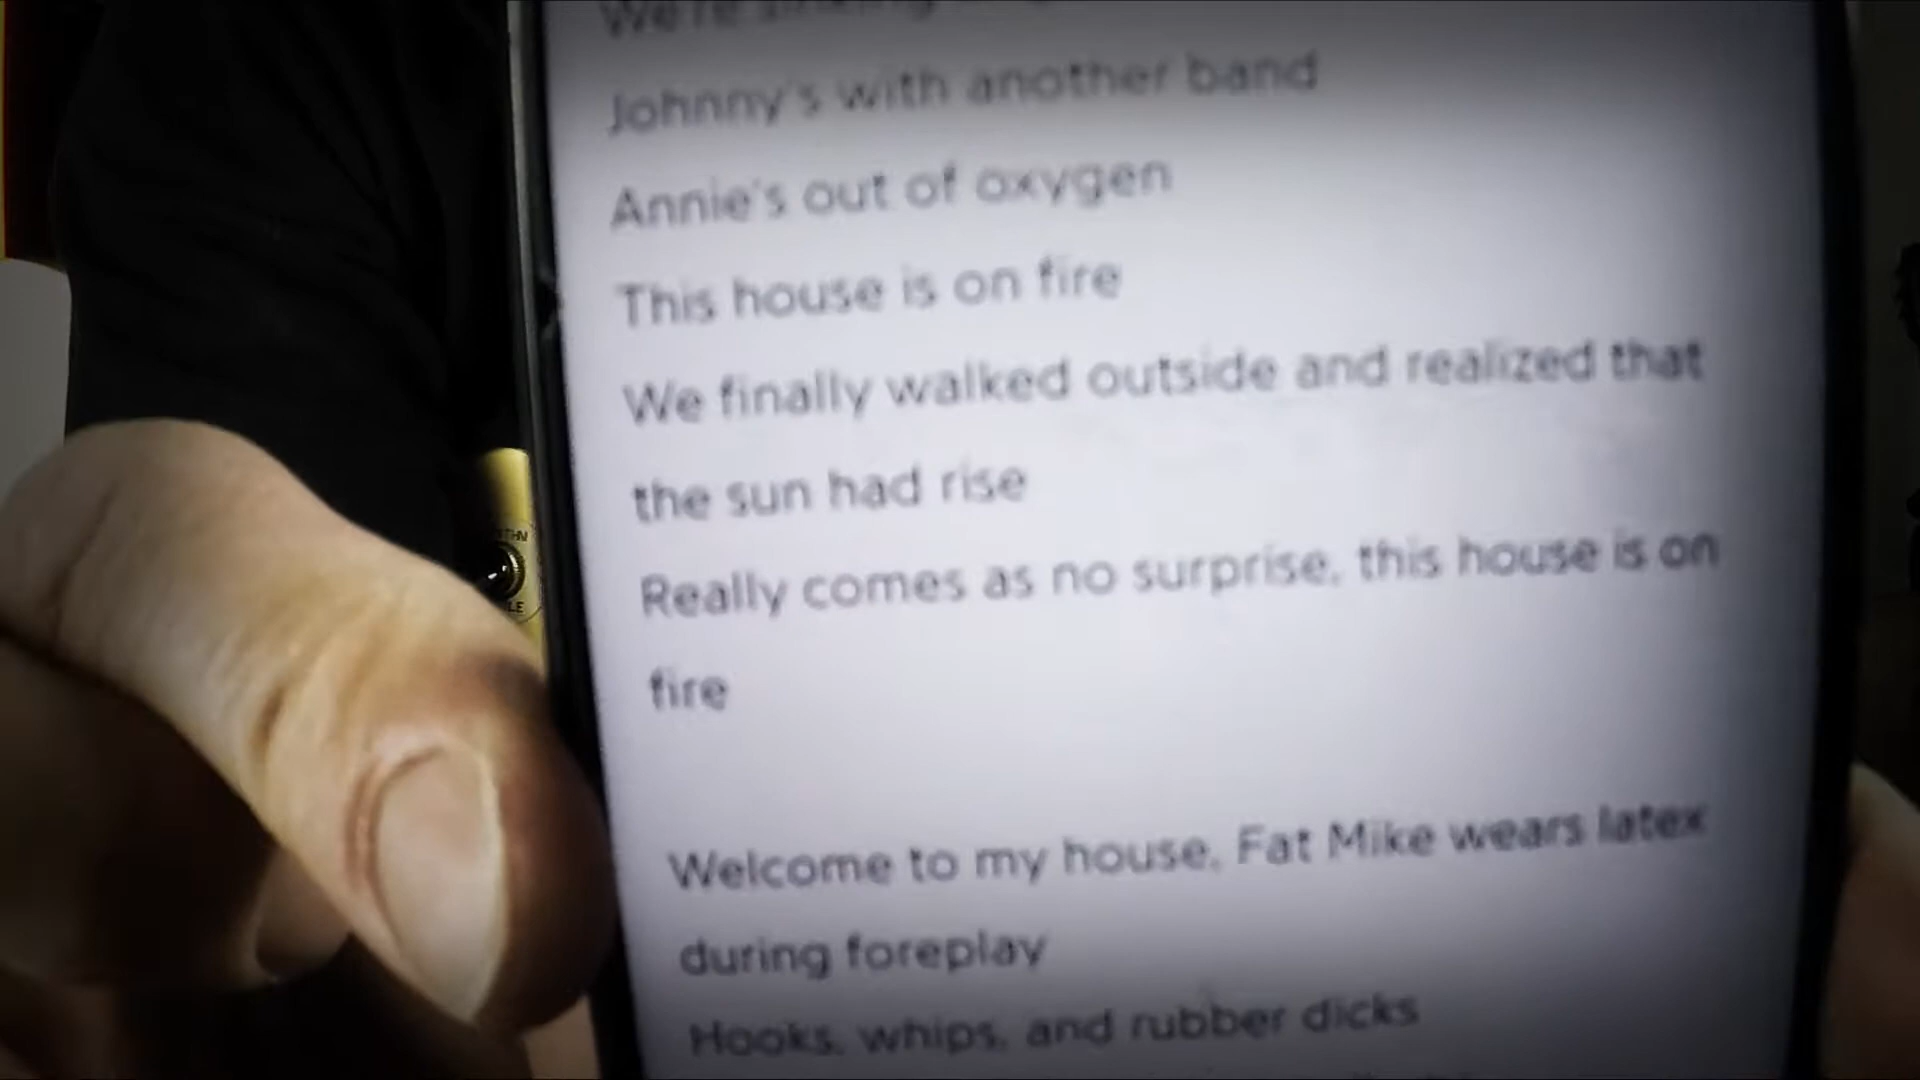 We're
Johnny's with another band
Annie's out of oxygen
This house is on fire
We finally walked outside and realized that
the sun had rise
Really comes as no surprise, this house is on
fire
Welcome to my house, Fat Mike wears latex
during foreplay
Hooks, whips, and rubber dicks